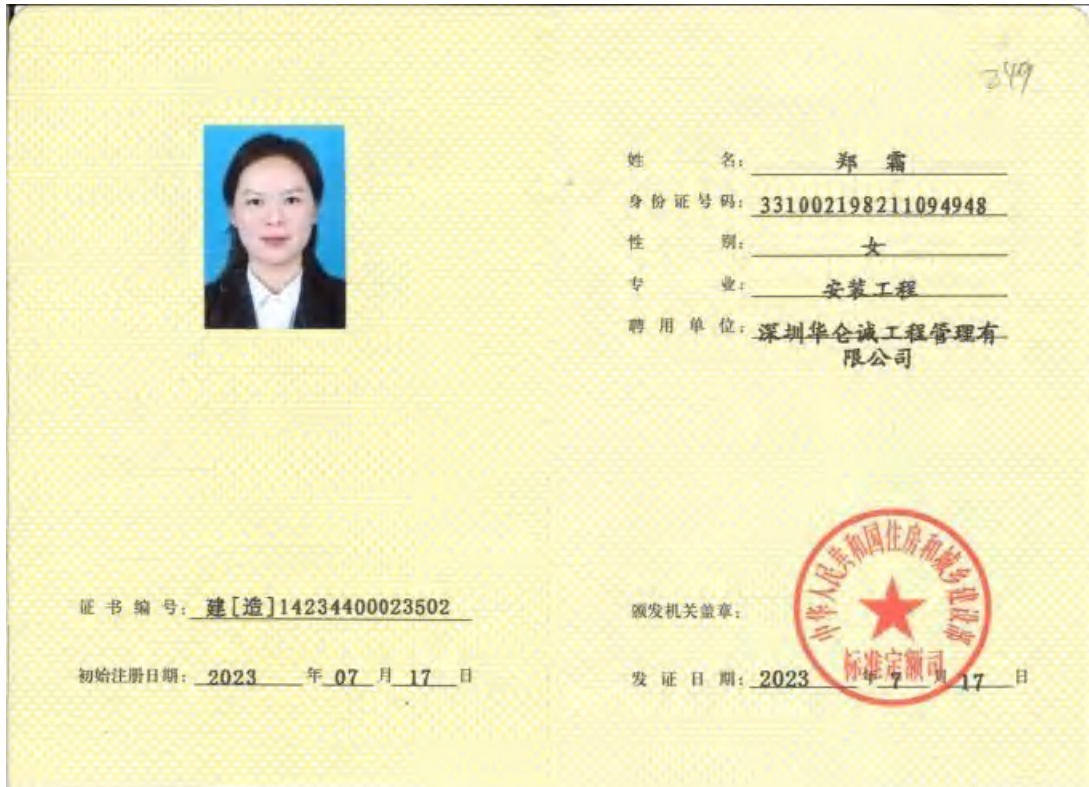 249
姓 名: 郑 霜
身份证号码: 331002198211094948
性 别: 女
专 业: 安装工程
聘用单位: 深圳华仑诚工程管理有
限公司
证书编号: 建[造]14234400023502
初始注册日期: 2023 年 07 月 17 日
颁发机关盖章:
中华人民共和国住房和城乡建设部
标准定额司
发证日期: 2023 年 7 月 17 日